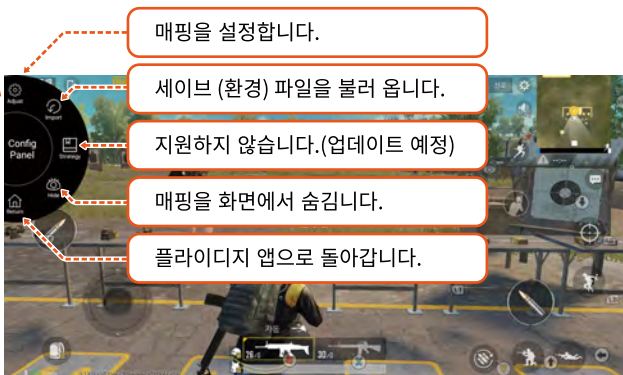 매핑을 설정합니다.
세이브 (환경) 파일을 불러 옵니다.
지원하지 않습니다.(업데이트 예정)
매핑을 화면에서 숨김니다.
플라이디지 앱으로 돌아갑니다.
Adjust
Import
Config
Panel
Strategy
Hide
Return
자동